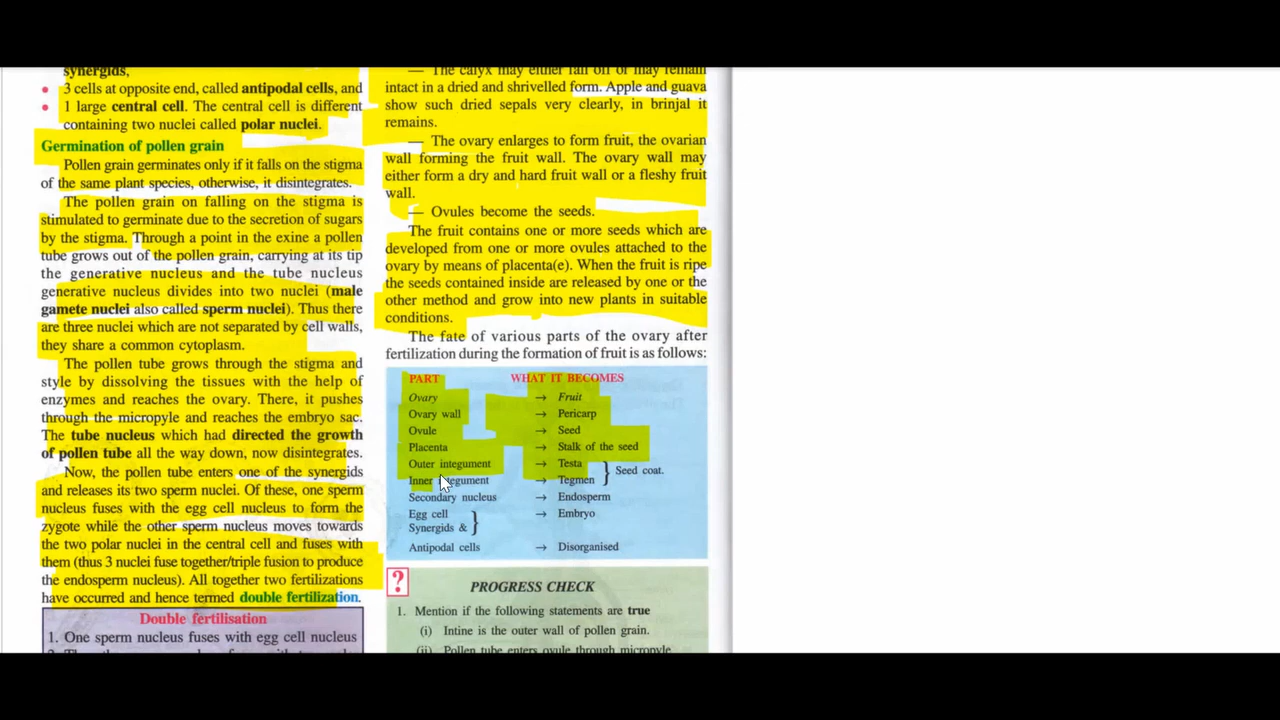 synergids,
• 3 cells at opposite end, called antipodal cells, and
• 1 large central cell. The central cell is different
containing two nuclei called polar nuclei.
Germination of pollen grain
Pollen grain germinates only if it falls on the stigma
of the same plant species, otherwise, it disintegrates.
The pollen grain on falling on the stigma is
stimulated to germinate due to the secretion of sugars
by the stigma. Through a point in the exine a pollen
tube grows out of the pollen grain, carrying at its tip
the generative nucleus and the tube nucleus
generative nucleus divides into two nuclei (male
gamete nuclei also called sperm nuclei). Thus there
are three nuclei which are not separated by cell walls,
they share a common cytoplasm.
The pollen tube grows through the stigma and
style by dissolving the tissues with the help of
enzymes and reaches the ovary. There, it pushes
through the micropyle and reaches the embryo sac.
The tube nucleus which had directed the growth
of pollen tube all the way down, now disintegrates.
Now, the pollen tube enters one of the synergids
and releases its two sperm nuclei. Of these, one sperm
nucleus fuses with the egg cell nucleus to form the
zygote while the other sperm nucleus moves towards
the two polar nuclei in the central cell and fuses with
them (thus 3 nuclei fuse together/triple fusion to produce
the endosperm nucleus). All together two fertilizations
have occurred and hence termed double fertilization.
Double fertilisation
1. One sperm nucleus fuses with egg cell nucleus
— The calyx may either fall off or may remain
intact in a dried and shrivelled form. Apple and guava
show such dried sepals very clearly, in brinjal it
remains.
— The ovary enlarges to form fruit, the ovarian
wall forming the fruit wall. The ovary wall may
either form a dry and hard fruit wall or a fleshy fruit
wall.
— Ovules become the seeds.
The fruit contains one or more seeds which are
developed from one or more ovules attached to the
ovary by means of placenta(e). When the fruit is ripe
the seeds contained inside are released by one or the
other method and grow into new plants in suitable
conditions.
The fate of various parts of the ovary after
fertilization during the formation of fruit is as follows:
PART WHAT IT BECOMES
Ovary → Fruit
Ovary wall → Pericarp
Ovule → Seed
Placenta → Stalk of the seed
Outer integument → Testa
Inner integument → Tegmen } Seed coat.
Secondary nucleus → Endosperm
Egg cell → Embryo
Synergids & }
Antipodal cells → Disorganised
? PROGRESS CHECK
1. Mention if the following statements are true
(i) Intine is the outer wall of pollen grain.
(ii) Pollen tube enters ovule through micropyle